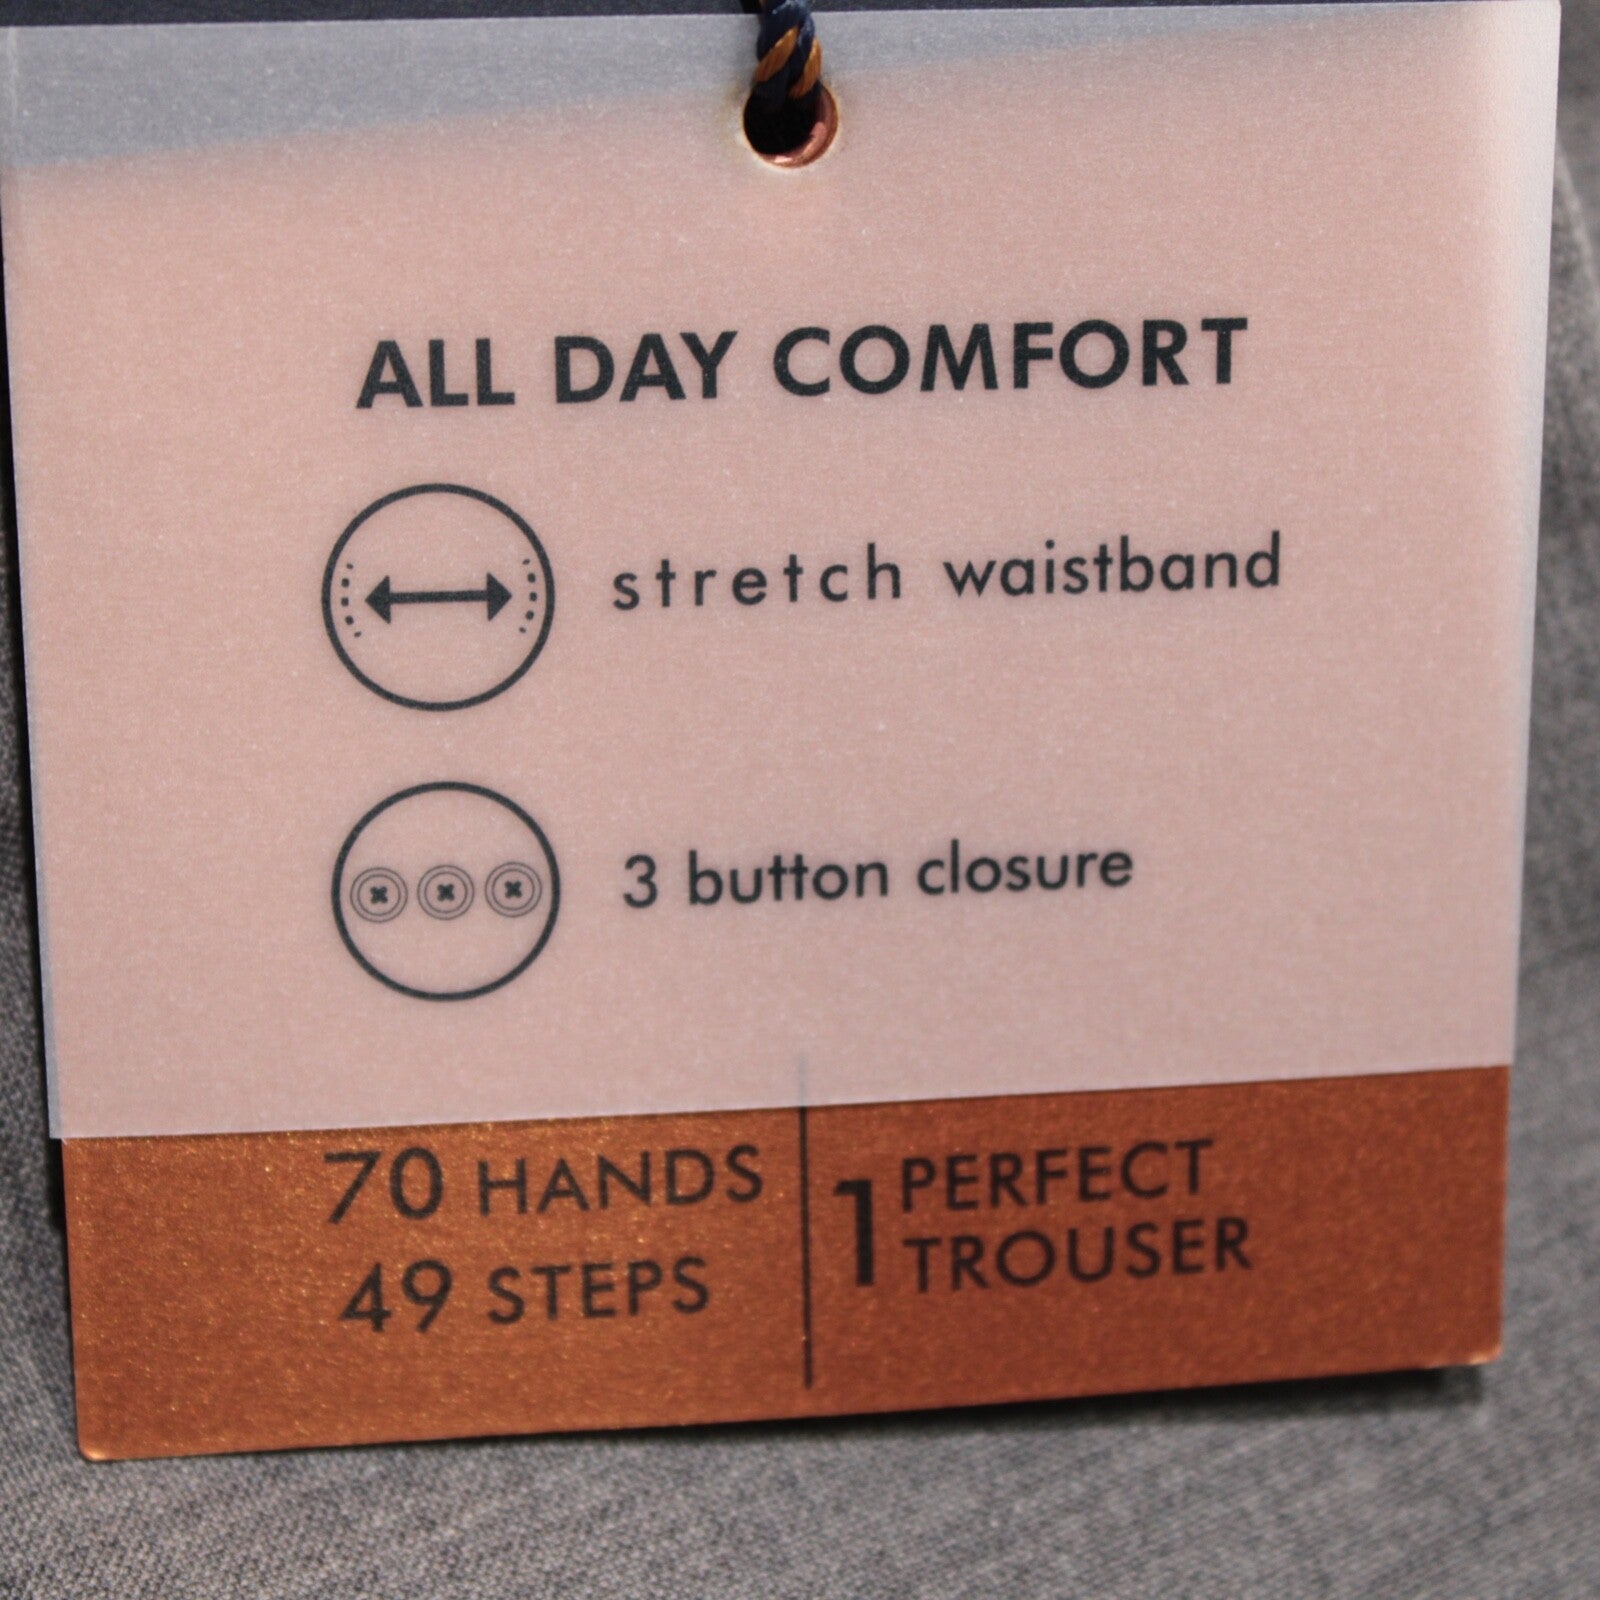 ALL DAY COMFORT
stretch waistband
3 button closure
70 HANDS
49 STEPS
1 PERFECT
TROUSER